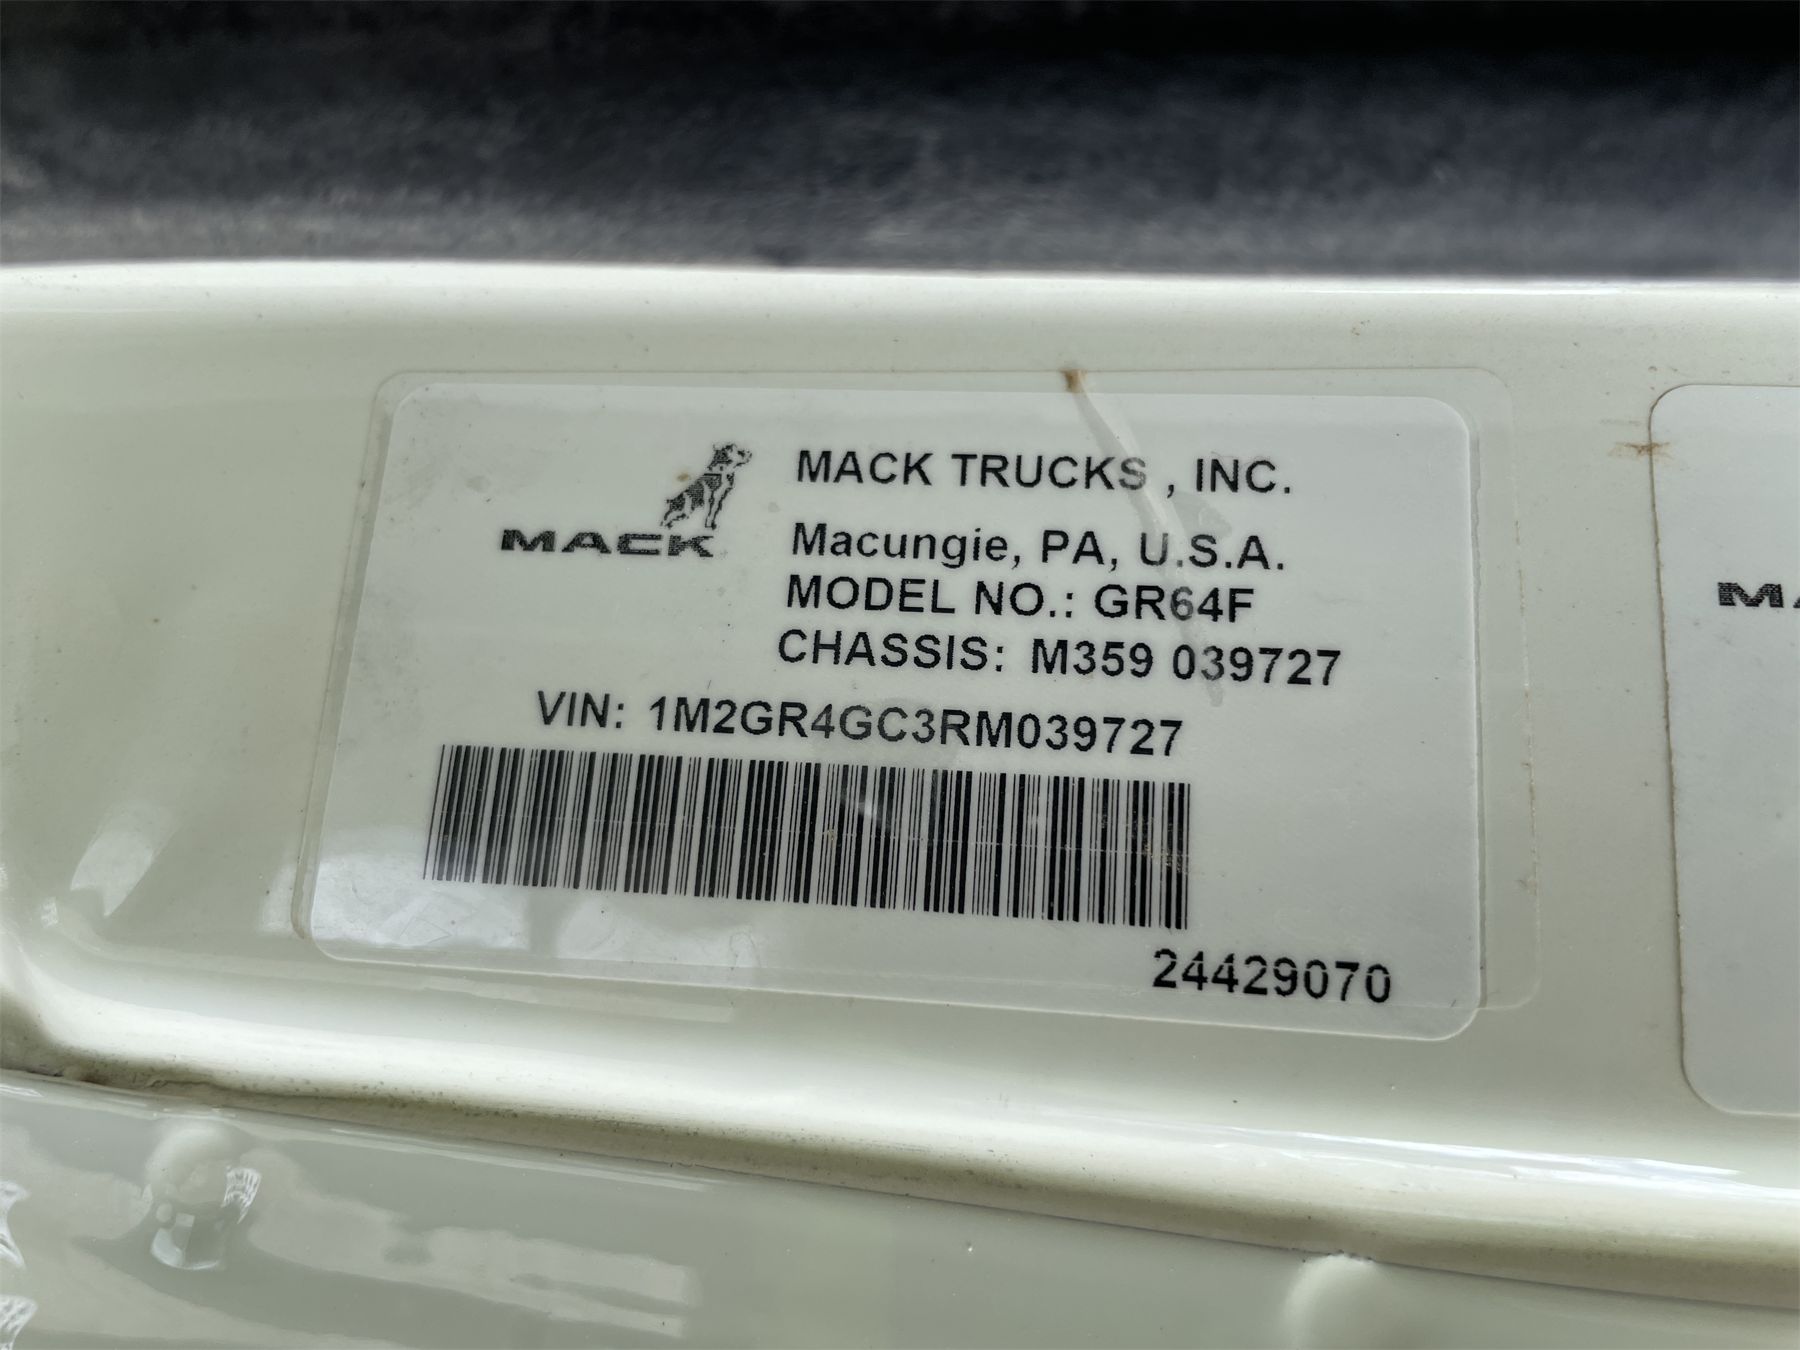 MACK
MACK TRUCKS , INC.
Macungie, PA, U.S.A.
MODEL NO.: GR64F
CHASSIS: M359 039727
VIN: 1M2GR4GC3RM039727
24429070